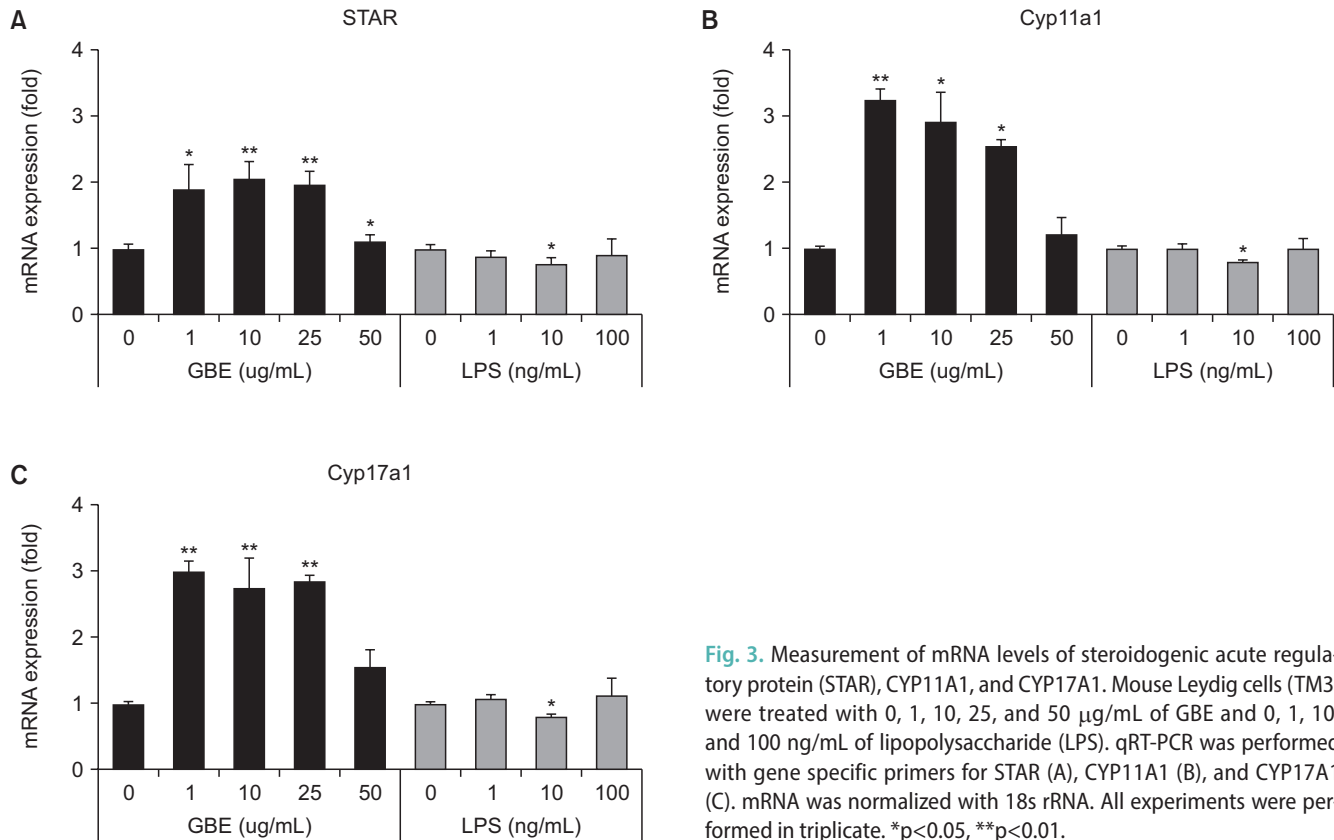 A
STAR
mRNA expression (fold)
4
3
2
1
0
*
**
**
*
*
0 1 10 25 50 0 1 10 100
GBE (ug/mL) LPS (ng/mL)
B
Cyp11a1
mRNA expression (fold)
4
3
2
1
0
**
*
*
*
0 1 10 25 50 0 1 10 100
GBE (ug/mL) LPS (ng/mL)
C
Cyp17a1
mRNA expression (fold)
4
3
2
1
0
**
**
**
*
0 1 10 25 50 0 1 10 100
GBE (ug/mL) LPS (ng/mL)
Fig. 3. Measurement of mRNA levels of steroidogenic acute regula-
tory protein (STAR), CYP11A1, and CYP17A1. Mouse Leydig cells (TM3
were treated with 0, 1, 10, 25, and 50 μg/mL of GBE and 0, 1, 10
and 100 ng/mL of lipopolysaccharide (LPS). qRT-PCR was performed
with gene specific primers for STAR (A), CYP11A1 (B), and CYP17A1
(C). mRNA was normalized with 18s rRNA. All experiments were per-
formed in triplicate. *p<0.05, **p<0.01.